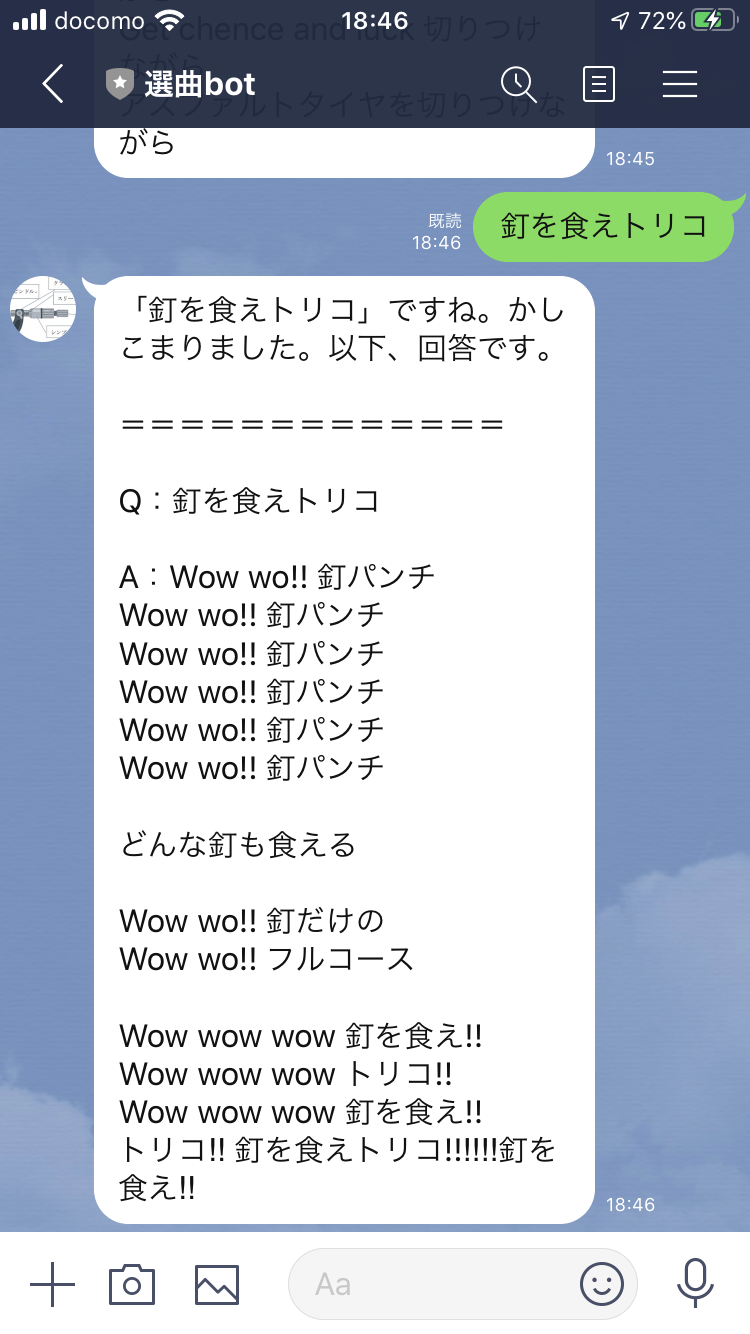 docomo
18:46
72%
Get chence and luck 切りつけ
ながら
選曲bot
アスファルトタイヤを切りつけな
がら
18:45
既読
18:46
釘を食えトリコ
「釘を食えトリコ」ですね。かし
こまりました。以下、回答です。
=============
Q：釘を食えトリコ
A：Wow wo!! 釘パンチ
Wow wo!! 釘パンチ
Wow wo!! 釘パンチ
Wow wo!! 釘パンチ
Wow wo!! 釘パンチ
Wow wo!! 釘パンチ
どんな釘も食える
Wow wo!! 釘だけの
Wow wo!! フルコース
Wow wow wow 釘を食え!!
Wow wow wow トリコ!!
Wow wow wow 釘を食え!!
トリコ!! 釘を食えトリコ!!!!!!釘を
食え!!
18:46
Aa